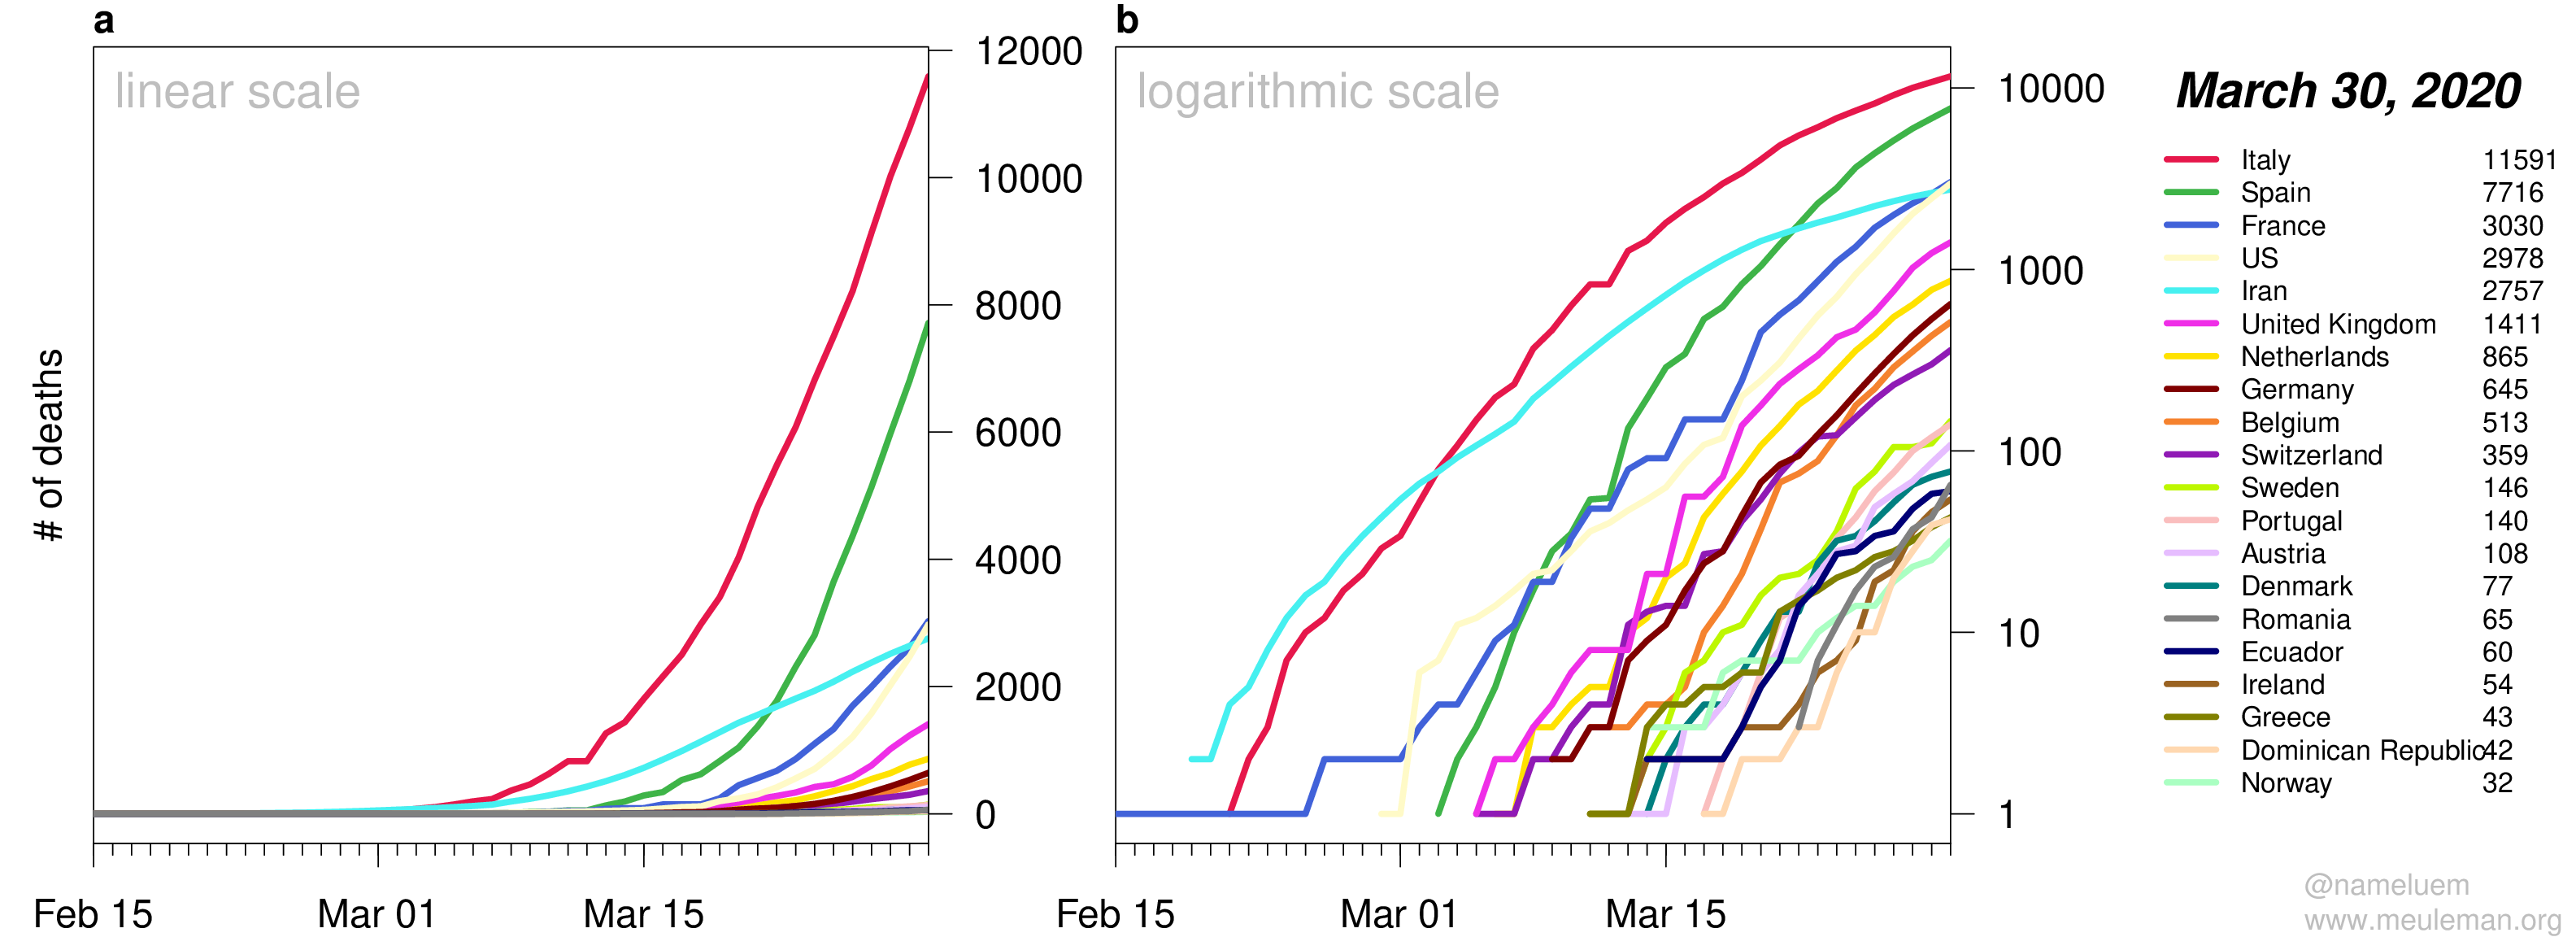 a
linear scale
# of deaths
12000
10000
8000
6000
4000
2000
0
Feb 15 Mar 01 Mar 15
b
logarithmic scale
10000
1000
100
10
1
Feb 15 Mar 01 Mar 15
March 30, 2020
Italy 11591
Spain 7716
France 3030
US 2978
Iran 2757
United Kingdom 1411
Netherlands 865
Germany 645
Belgium 513
Switzerland 359
Sweden 146
Portugal 140
Austria 108
Denmark 77
Romania 65
Ecuador 60
Ireland 54
Greece 43
Dominican Republic 42
Norway 32
@nameluem
www.meuleman.org